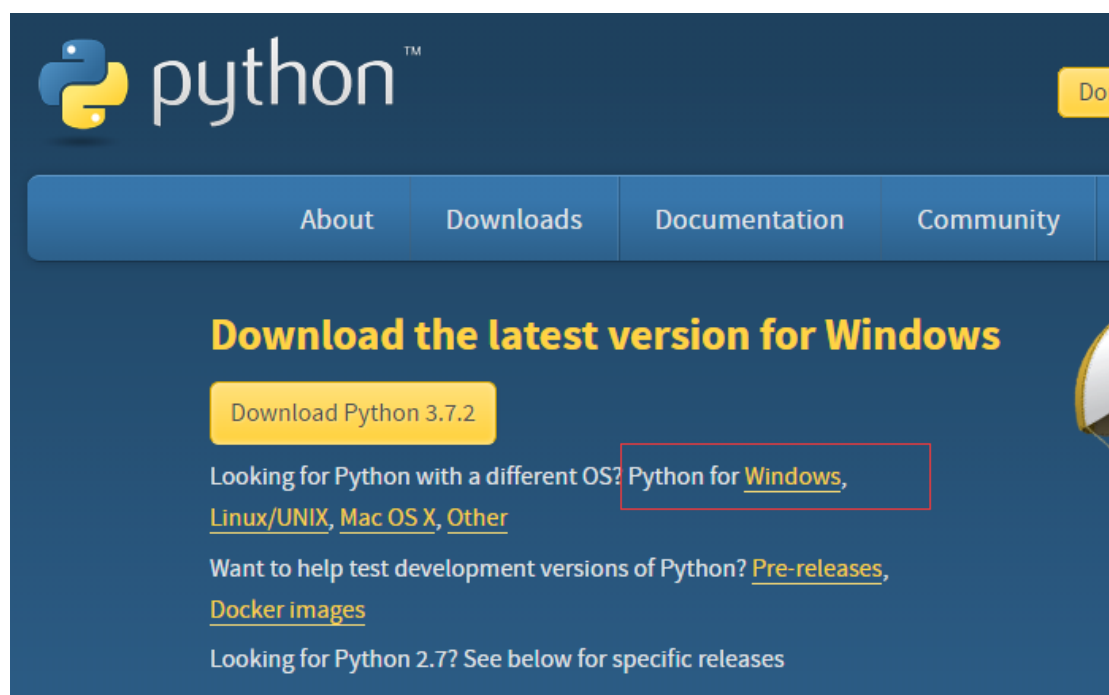 python™
Do
About Downloads Documentation Community
Download the latest version for Windows
Download Python 3.7.2
Looking for Python with a different OS? Python for Windows,
Linux/UNIX, Mac OS X, Other
Want to help test development versions of Python? Pre-releases,
Docker images
Looking for Python 2.7? See below for specific releases